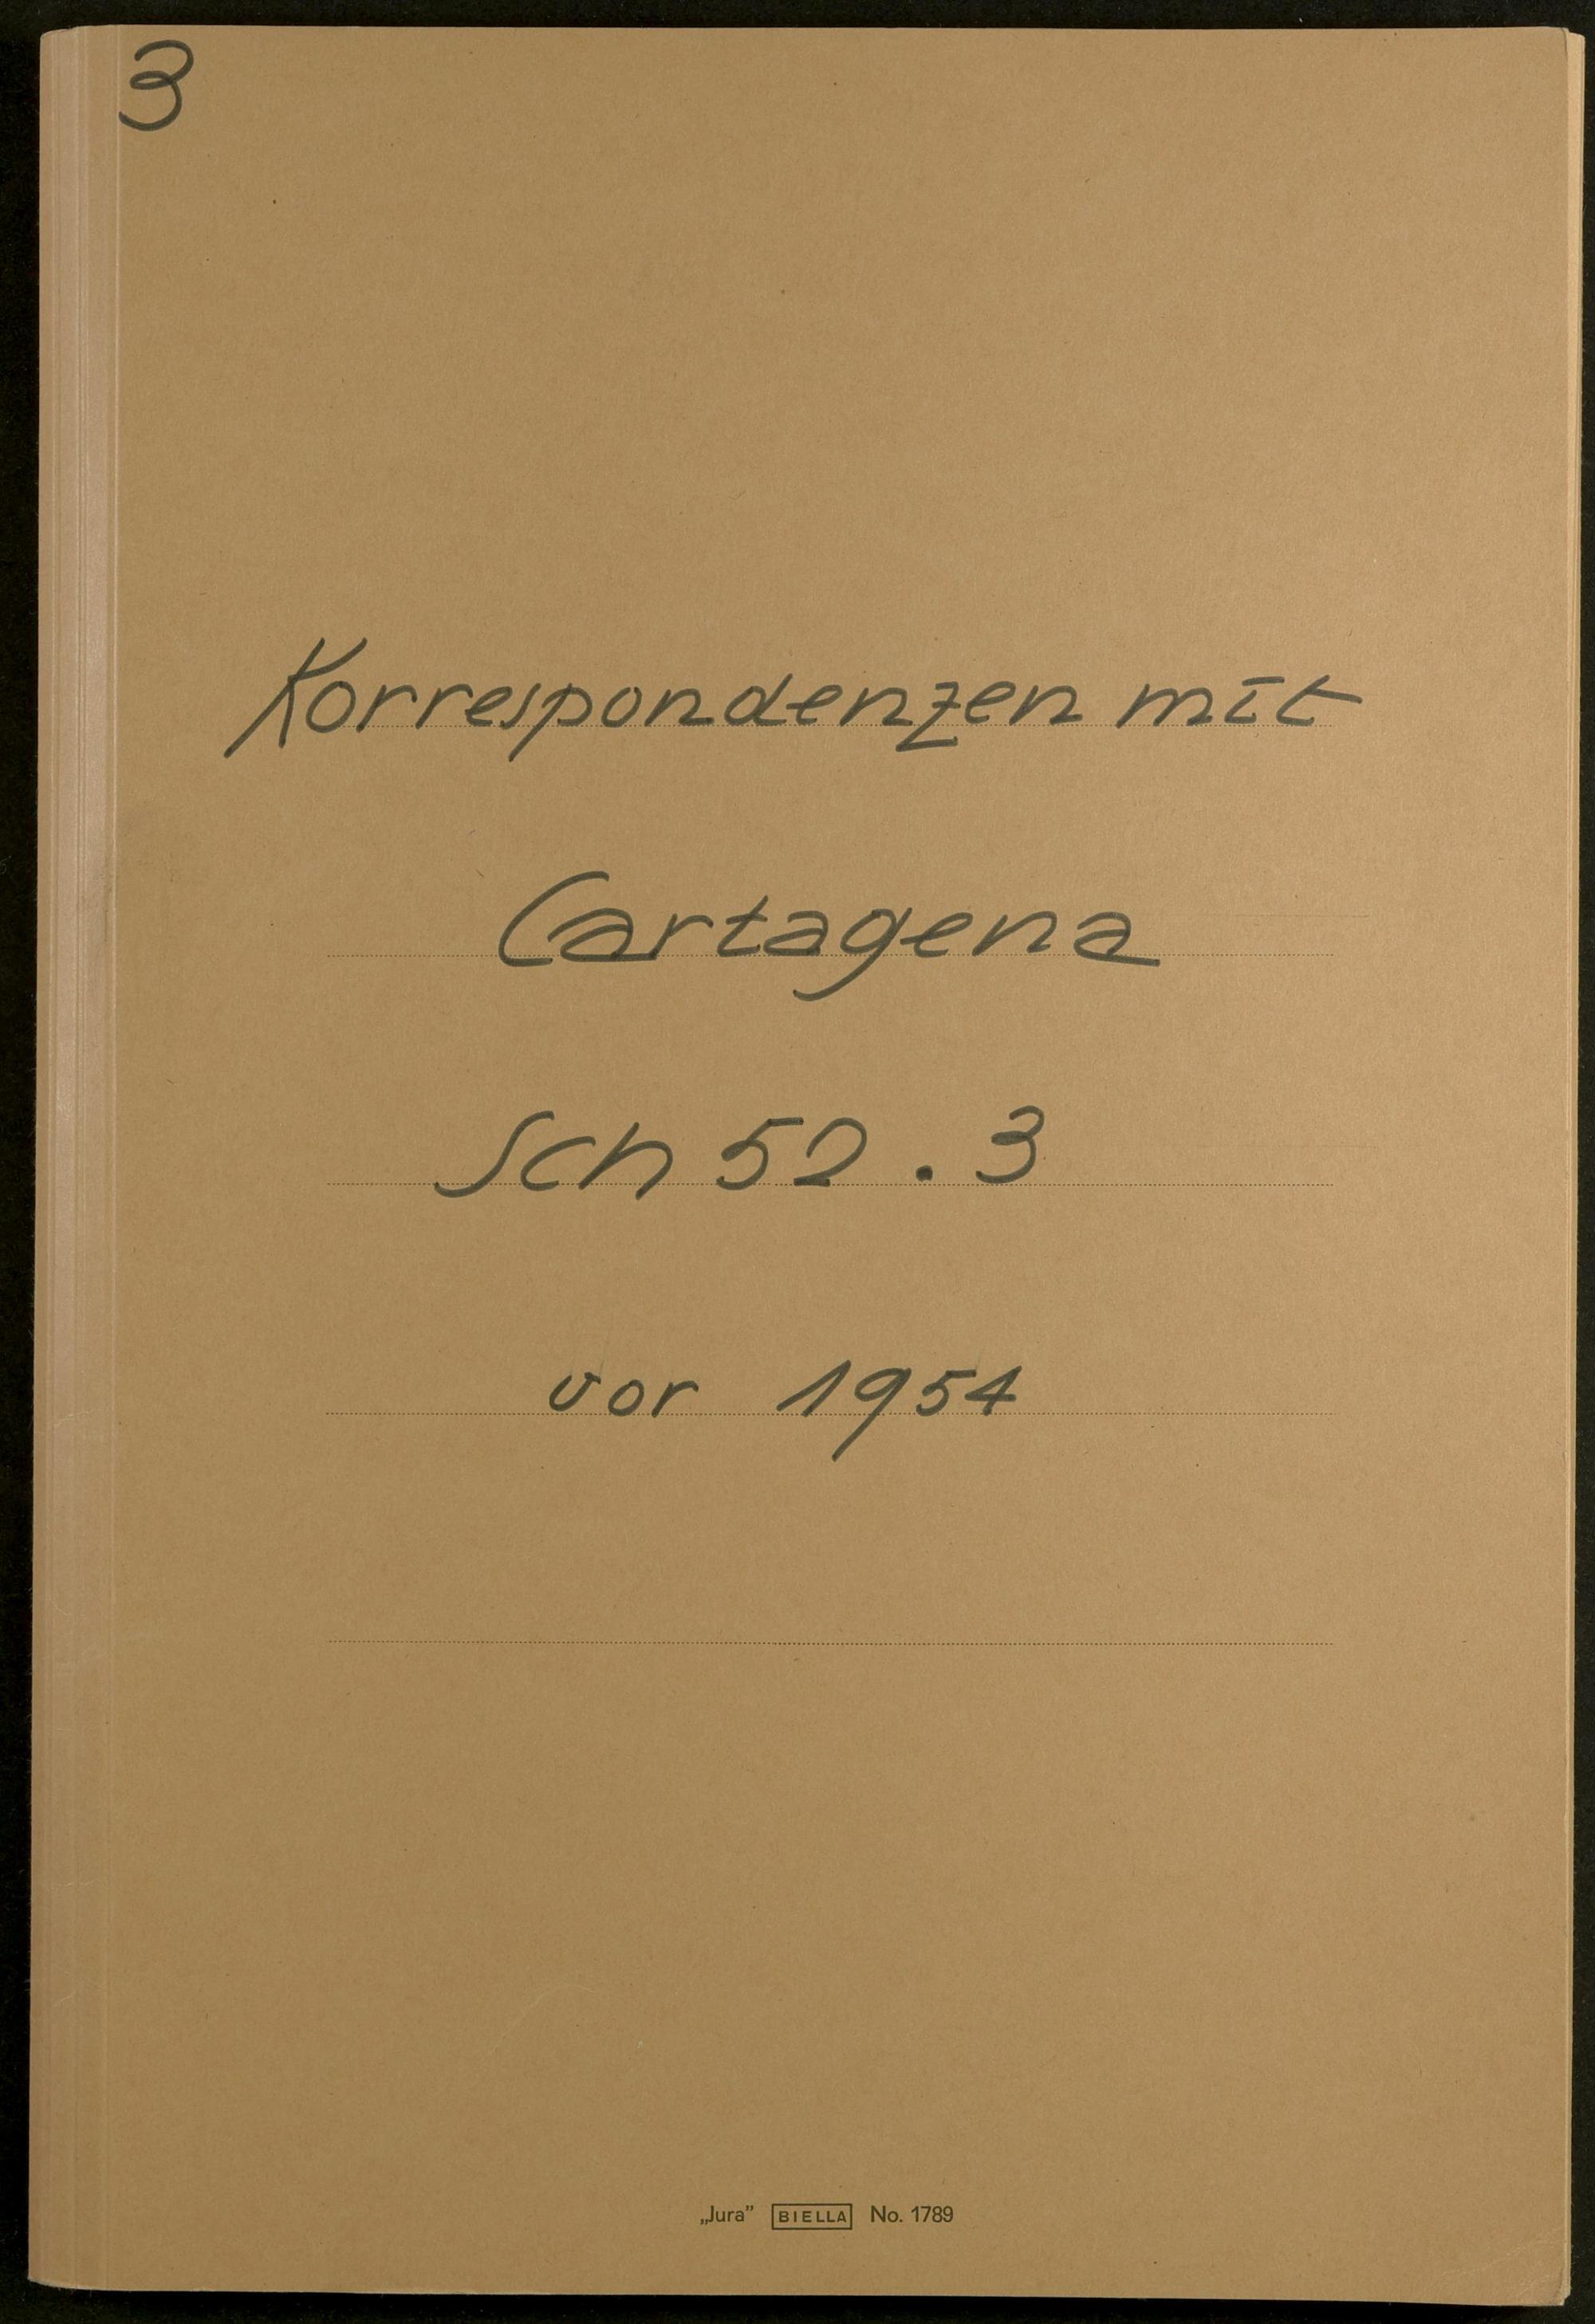 3
Korrespondenzen mit
Cartagena
Sch 52.3
vor 1954
„Jura” BIELLA No. 1789